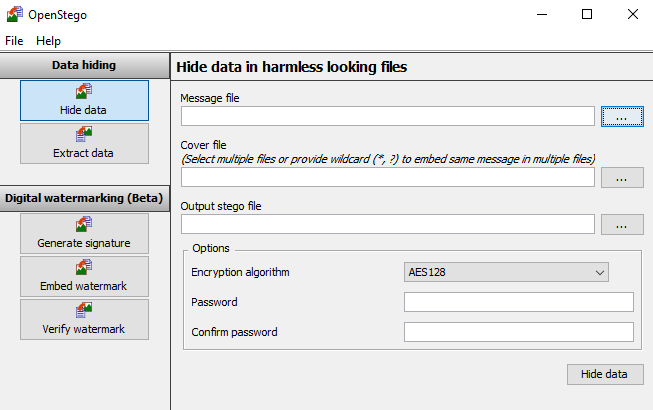 OpenStego
File Help
Data hiding
Hide data
Extract data
Digital watermarking (Beta)
Generate signature
Embed watermark
Verify watermark
Hide data in harmless looking files
Message file
...
Cover file
(Select multiple files or provide wildcard (*, ?) to embed same message in multiple files)
...
Output stego file
...
Options
Encryption algorithm AES128
Password
Confirm password
Hide data